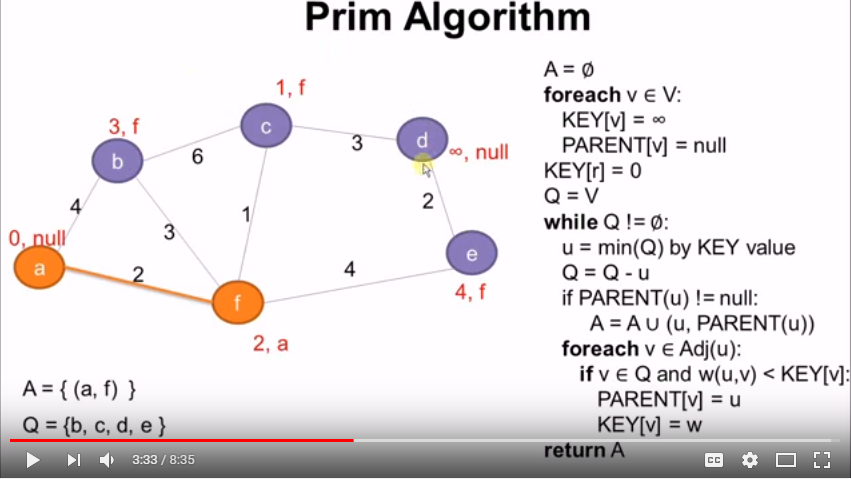 Prim Algorithm
1, f
3, f
c
d
∞, null
b
6
3
4
1
2
3
0, null
a
2
4
e
f
4, f
2, a
A = { (a, f) }
Q = {b, c, d, e }
A = ∅
foreach v ∈ V:
KEY[v] = ∞
PARENT[v] = null
KEY[r] = 0
Q = V
while Q != ∅:
u = min(Q) by KEY value
Q = Q - u
if PARENT(u) != null:
A = A ∪ (u, PARENT(u))
foreach v ∈ Adj(u):
if v ∈ Q and w(u,v) < KEY[v]:
PARENT[v] = u
KEY[v] = w
return A
3:33 / 8:35
CC